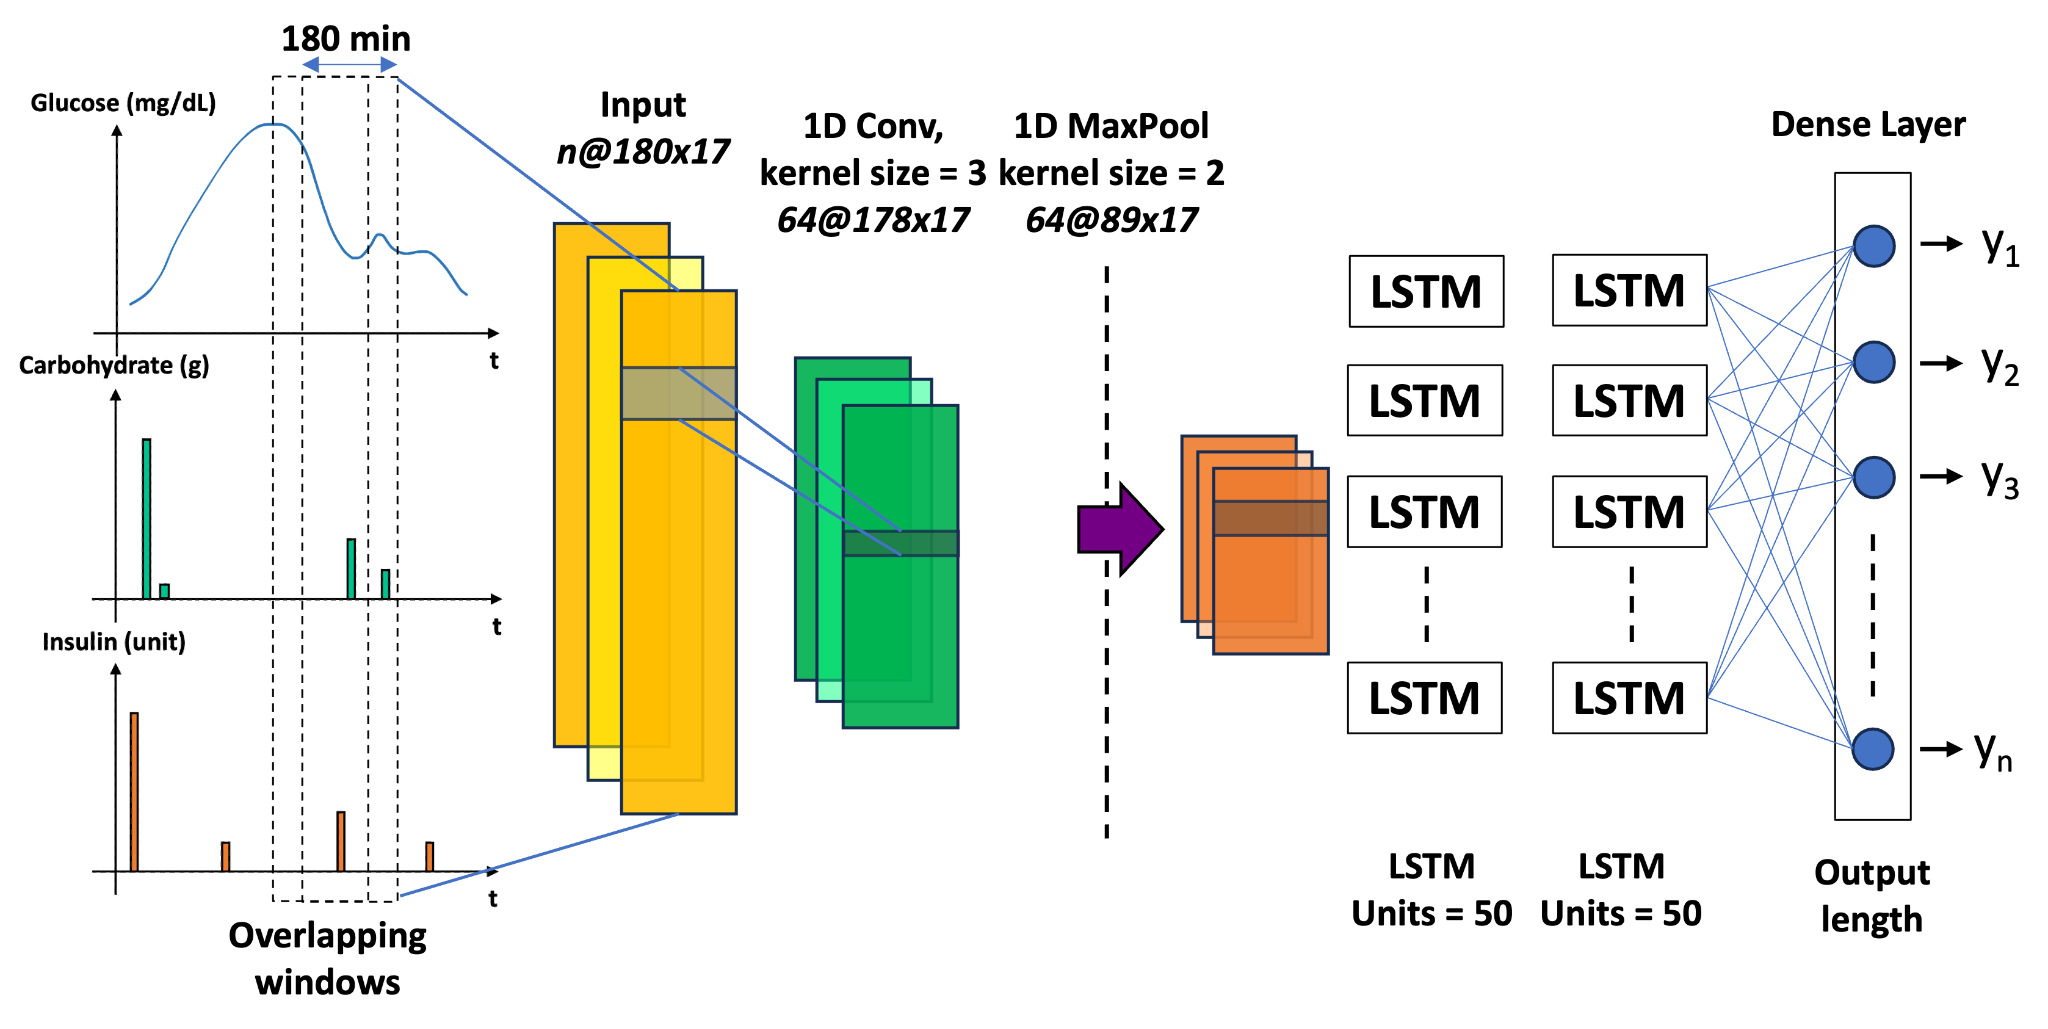 180 min
Glucose (mg/dL)
t
Carbohydrate (g)
t
Insulin (unit)
t
Overlapping
windows
Input
n@180x17
1D Conv,
kernel size = 3
64@178x17
1D MaxPool
kernel size = 2
64@89x17
LSTM
LSTM
LSTM
LSTM
LSTM
Units = 50
LSTM
LSTM
LSTM
LSTM
LSTM
Units = 50
Dense Layer
y1
y2
y3
yn
Output
length